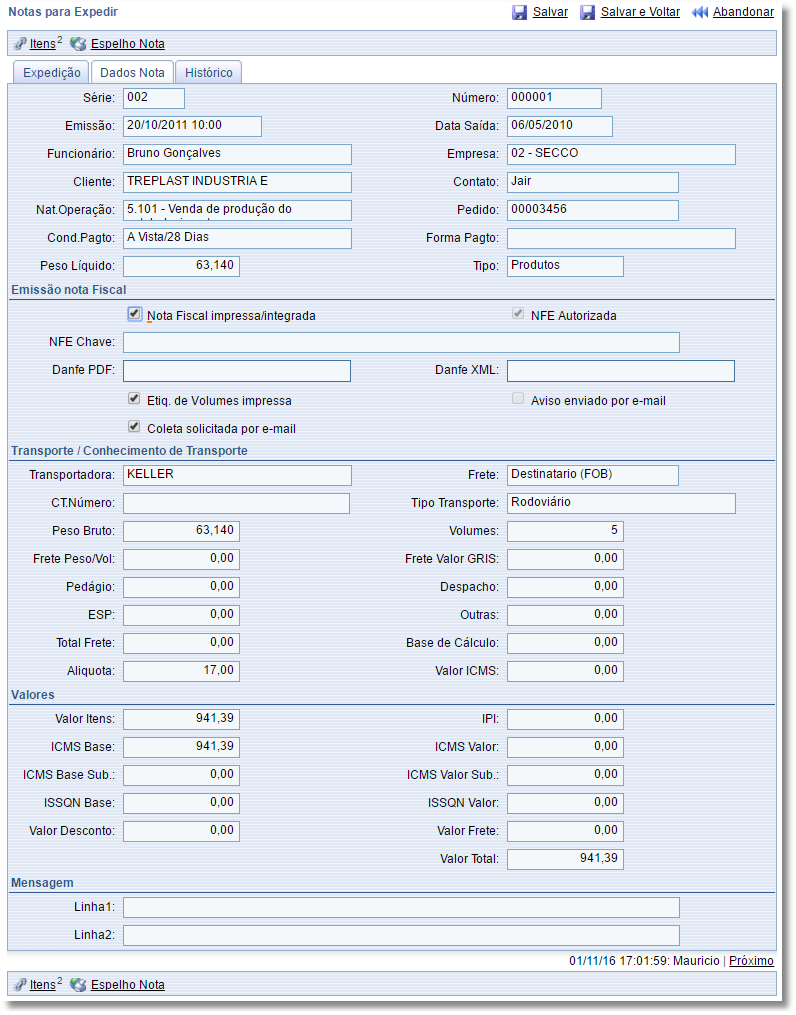 Notas para Expedir Salvar Salvar e Voltar Abandonar
Itens2 Espelho Nota
Expedição Dados Nota Histórico
Série: 002 Número: 000001
Emissão: 20/10/2011 10:00 Data Saída: 06/05/2010
Funcionário: Bruno Gonçalves Empresa: 02 - SECCO
Cliente: TREPLAST INDUSTRIA E Contato: Jair
Nat.Operação: 5.101 - Venda de produção do Pedido: 00003456
Cond.Pagto: A Vista/28 Dias Forma Pagto:
Peso Líquido: 63,140 Tipo: Produtos
Emissão nota Fiscal
Nota Fiscal impressa/integrada NFE Autorizada
NFE Chave:
Danfe PDF: Danfe XML:
Etiq. de Volumes impressa Aviso enviado por e-mail
Coleta solicitada por e-mail
Transporte / Conhecimento de Transporte
Transportadora: KELLER Frete: Destinatario (FOB)
CT.Número: Tipo Transporte: Rodoviário
Peso Bruto: 63,140 Volumes: 5
Frete Peso/Vol: 0,00 Frete Valor GRIS: 0,00
Pedágio: 0,00 Despacho: 0,00
ESP: 0,00 Outras: 0,00
Total Frete: 0,00 Base de Cálculo: 0,00
Aliquota: 17,00 Valor ICMS: 0,00
Valores
Valor Itens: 941,39 IPI: 0,00
ICMS Base: 941,39 ICMS Valor: 0,00
ICMS Base Sub.: 0,00 ICMS Valor Sub.: 0,00
ISSQN Base: 0,00 ISSQN Valor: 0,00
Valor Desconto: 0,00 Valor Frete: 0,00
Valor Total: 941,39
Mensagem
Linha1:
Linha2:
01/11/16 17:01:59: Mauricio | Próximo
Itens2 Espelho Nota